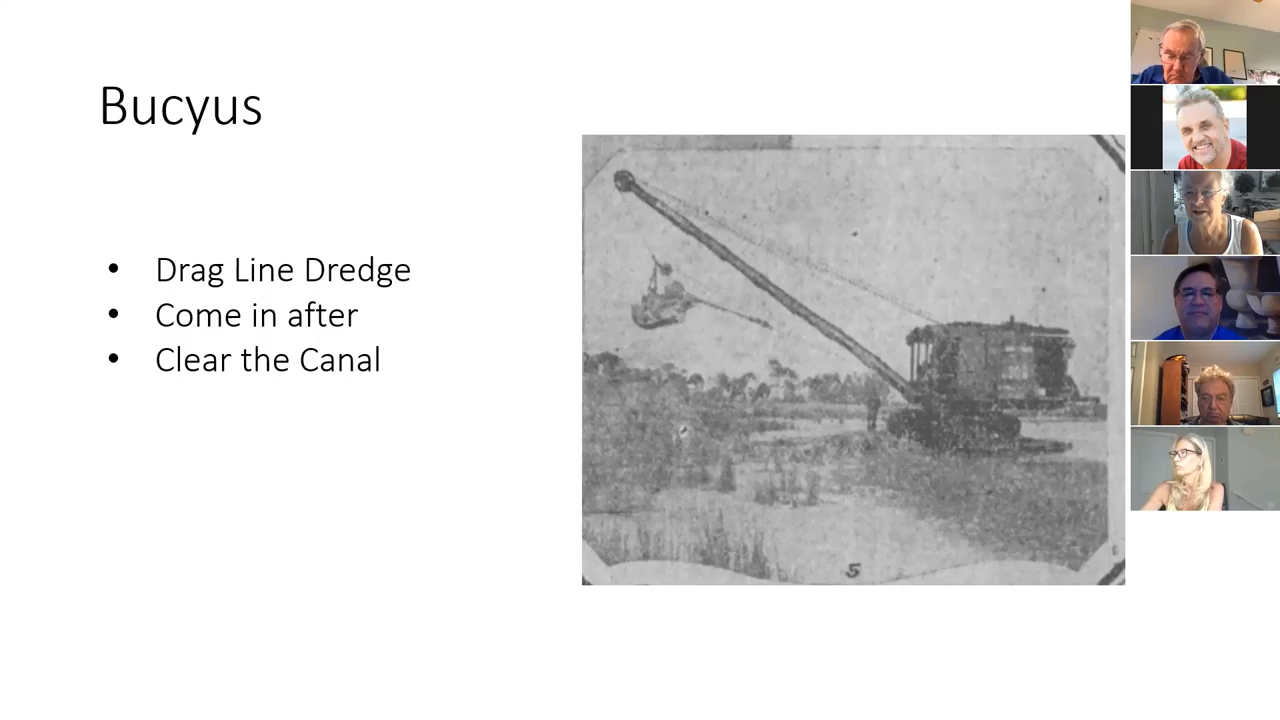 Bucyus
• Drag Line Dredge
• Come in after
• Clear the Canal
5